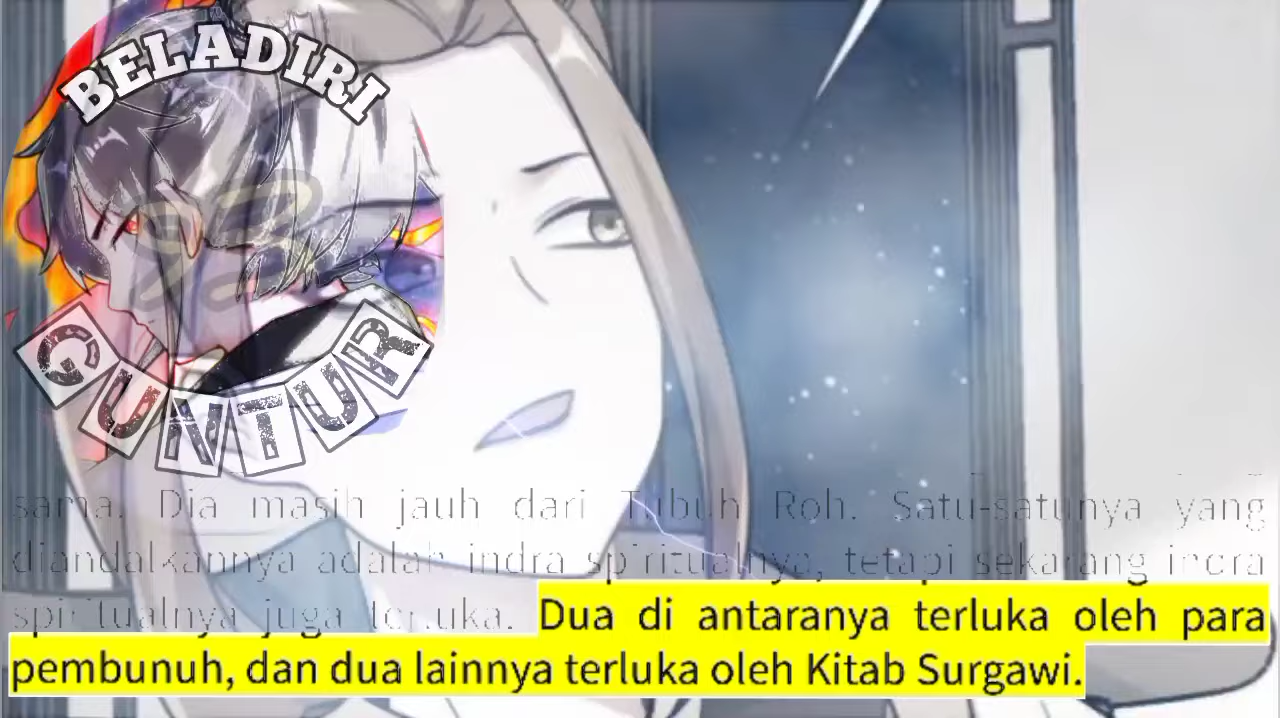 BELADIRI
GUNTUR
sama. Dia masih jauh dari Tubuh Roh. Satu-satunya yang
diandalkannya adalah indra spiritualnya, tetapi sekarang indra
spiritualnya juga terluka. Dua di antaranya terluka oleh para
pembunuh, dan dua lainnya terluka oleh Kitab Surgawi.